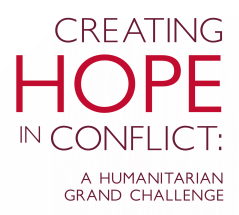 CREATING
HOPE
IN CONFLICT:
A HUMANITARIAN
GRAND CHALLENGE